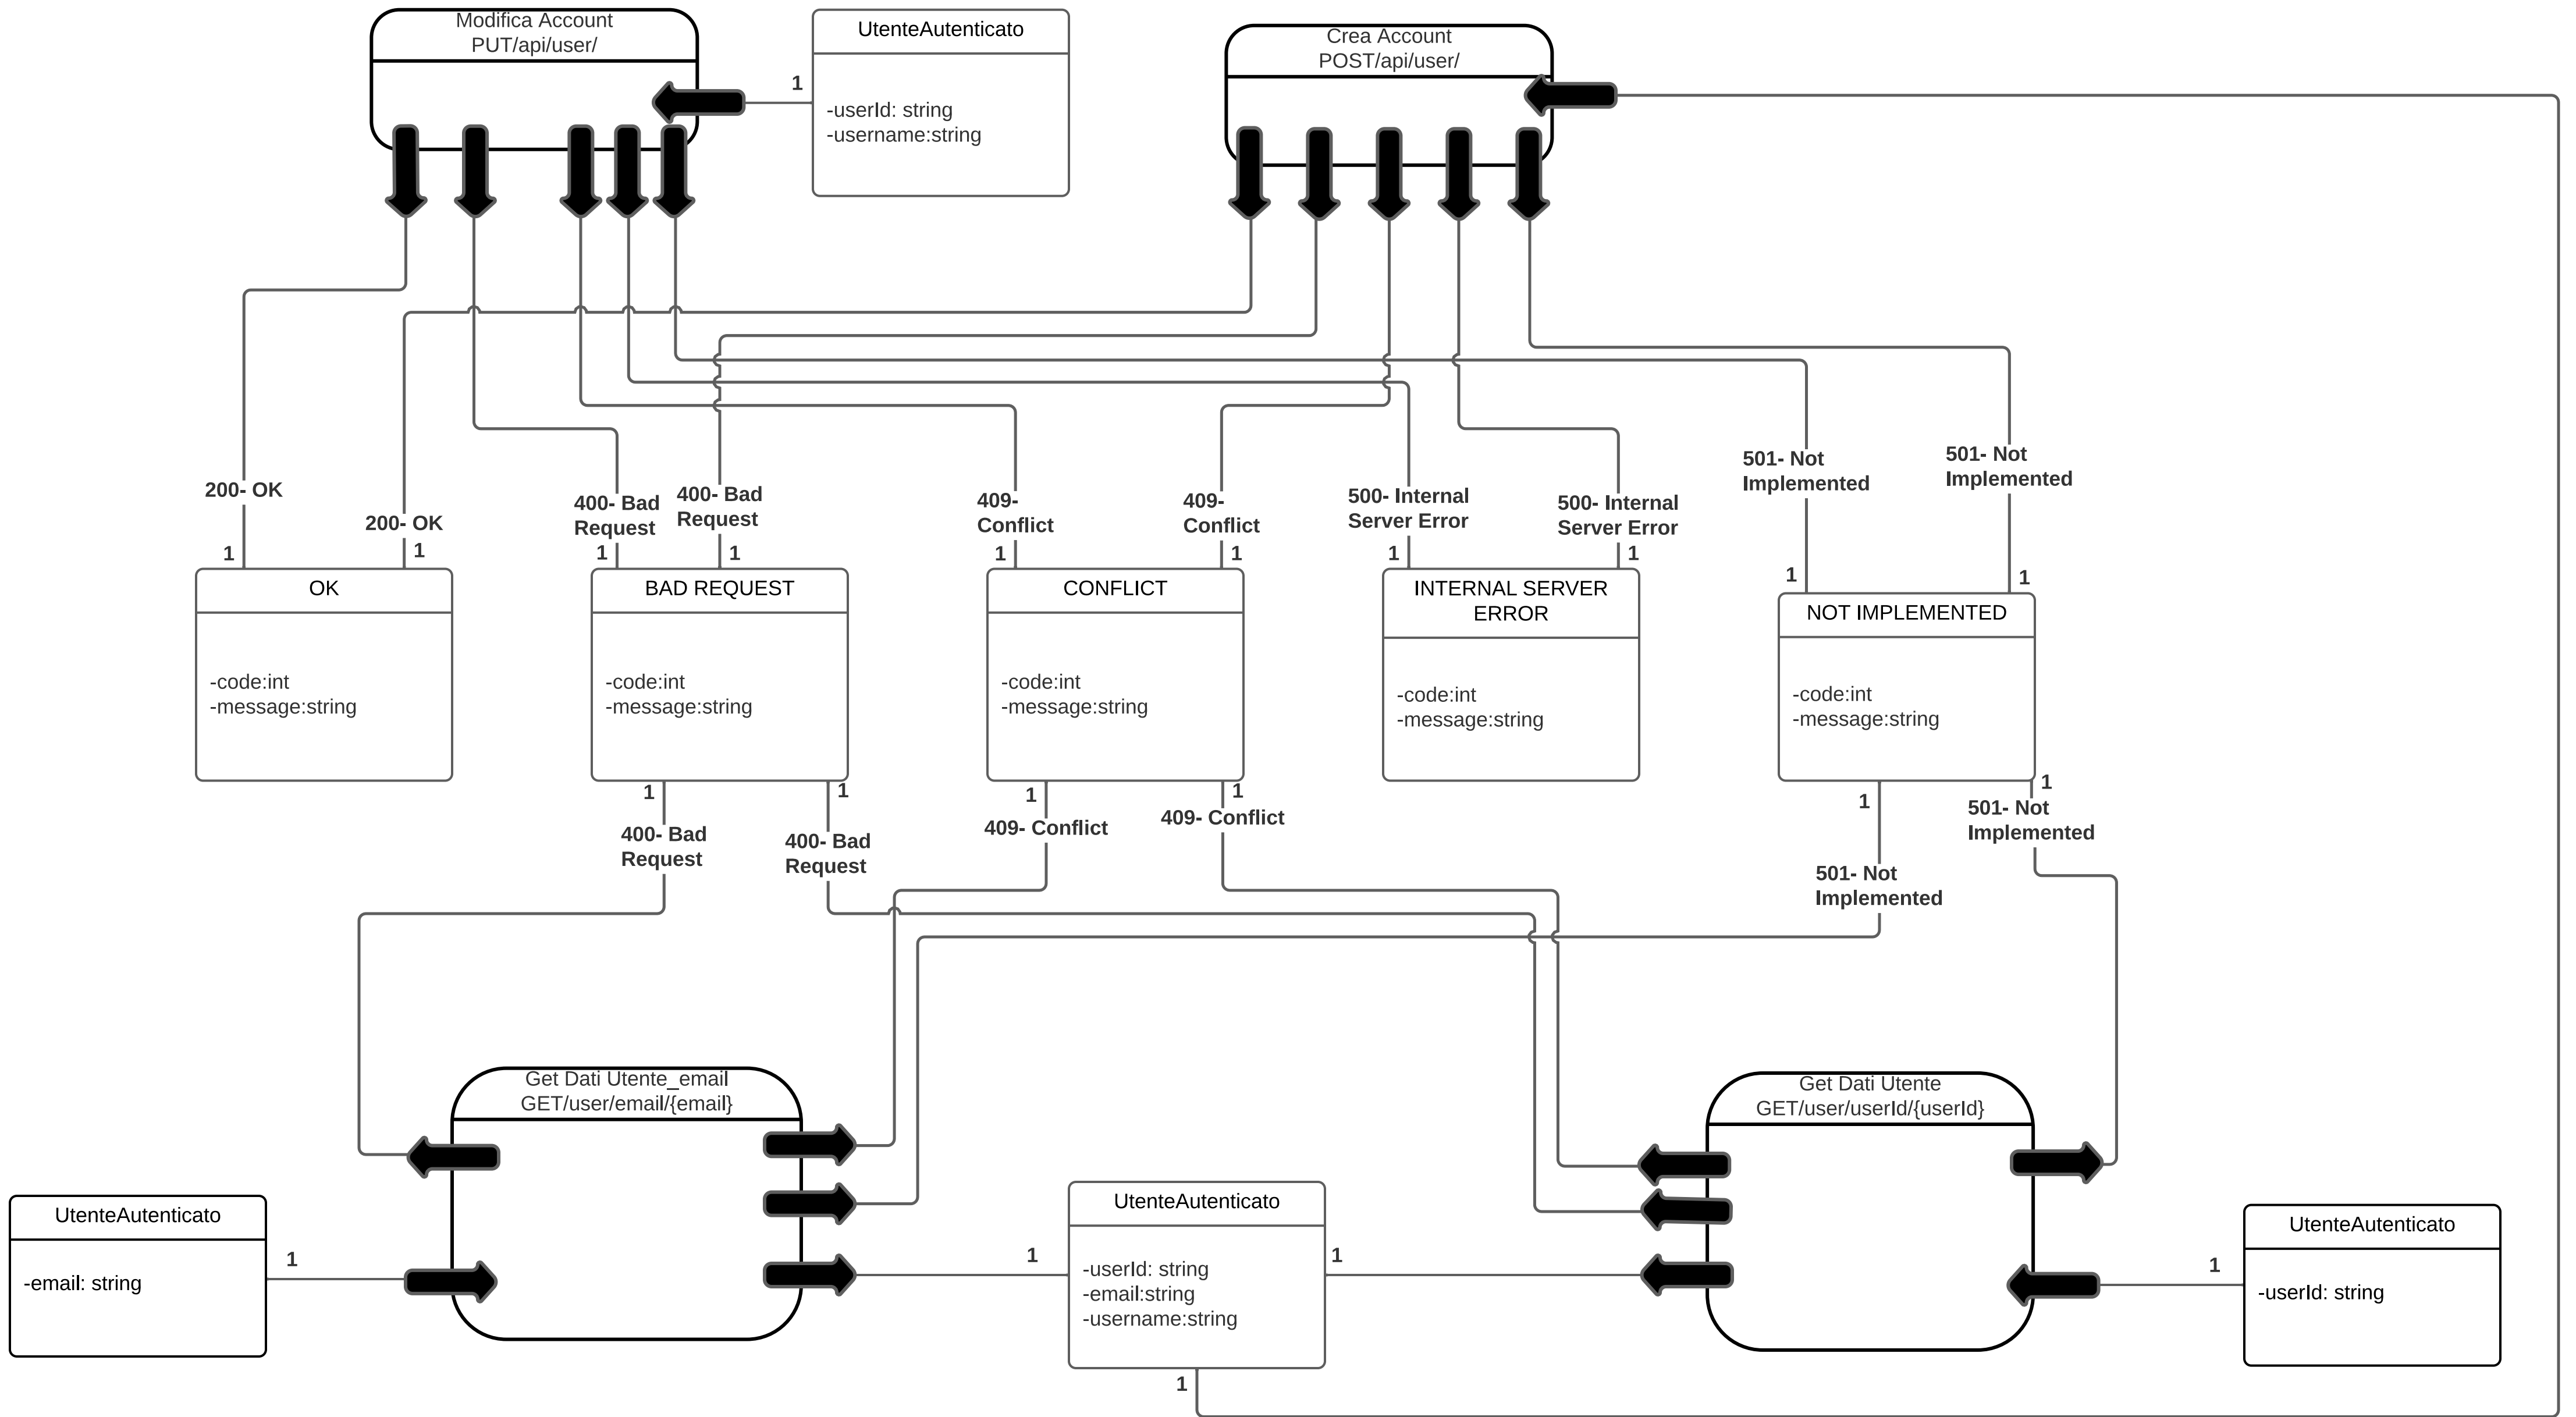 Modifica Account
PUT/api/user/
UtenteAutenticato
1
-userId: string
-username:string
Crea Account
POST/api/user/
200- OK
1
200- OK
1
400- Bad
Request
1
400- Bad
Request
1
409-
Conflict
1
409-
Conflict
1
500- Internal
Server Error
1
500- Internal
Server Error
1
501- Not
Implemented
1
501- Not
Implemented
1
OK
-code:int
-message:string
BAD REQUEST
-code:int
-message:string
CONFLICT
-code:int
-message:string
INTERNAL SERVER
ERROR
-code:int
-message:string
NOT IMPLEMENTED
-code:int
-message:string
1
400- Bad
Request
1
400- Bad
Request
1
409- Conflict
1
409- Conflict
1
501- Not
Implemented
1
501- Not
Implemented
Get Dati Utente_email
GET/user/email/{email}
Get Dati Utente
GET/user/userId/{userId}
UtenteAutenticato
-email: string
1
UtenteAutenticato
-userId: string
-email:string
-username:string
1
1
1
UtenteAutenticato
-userId: string
1